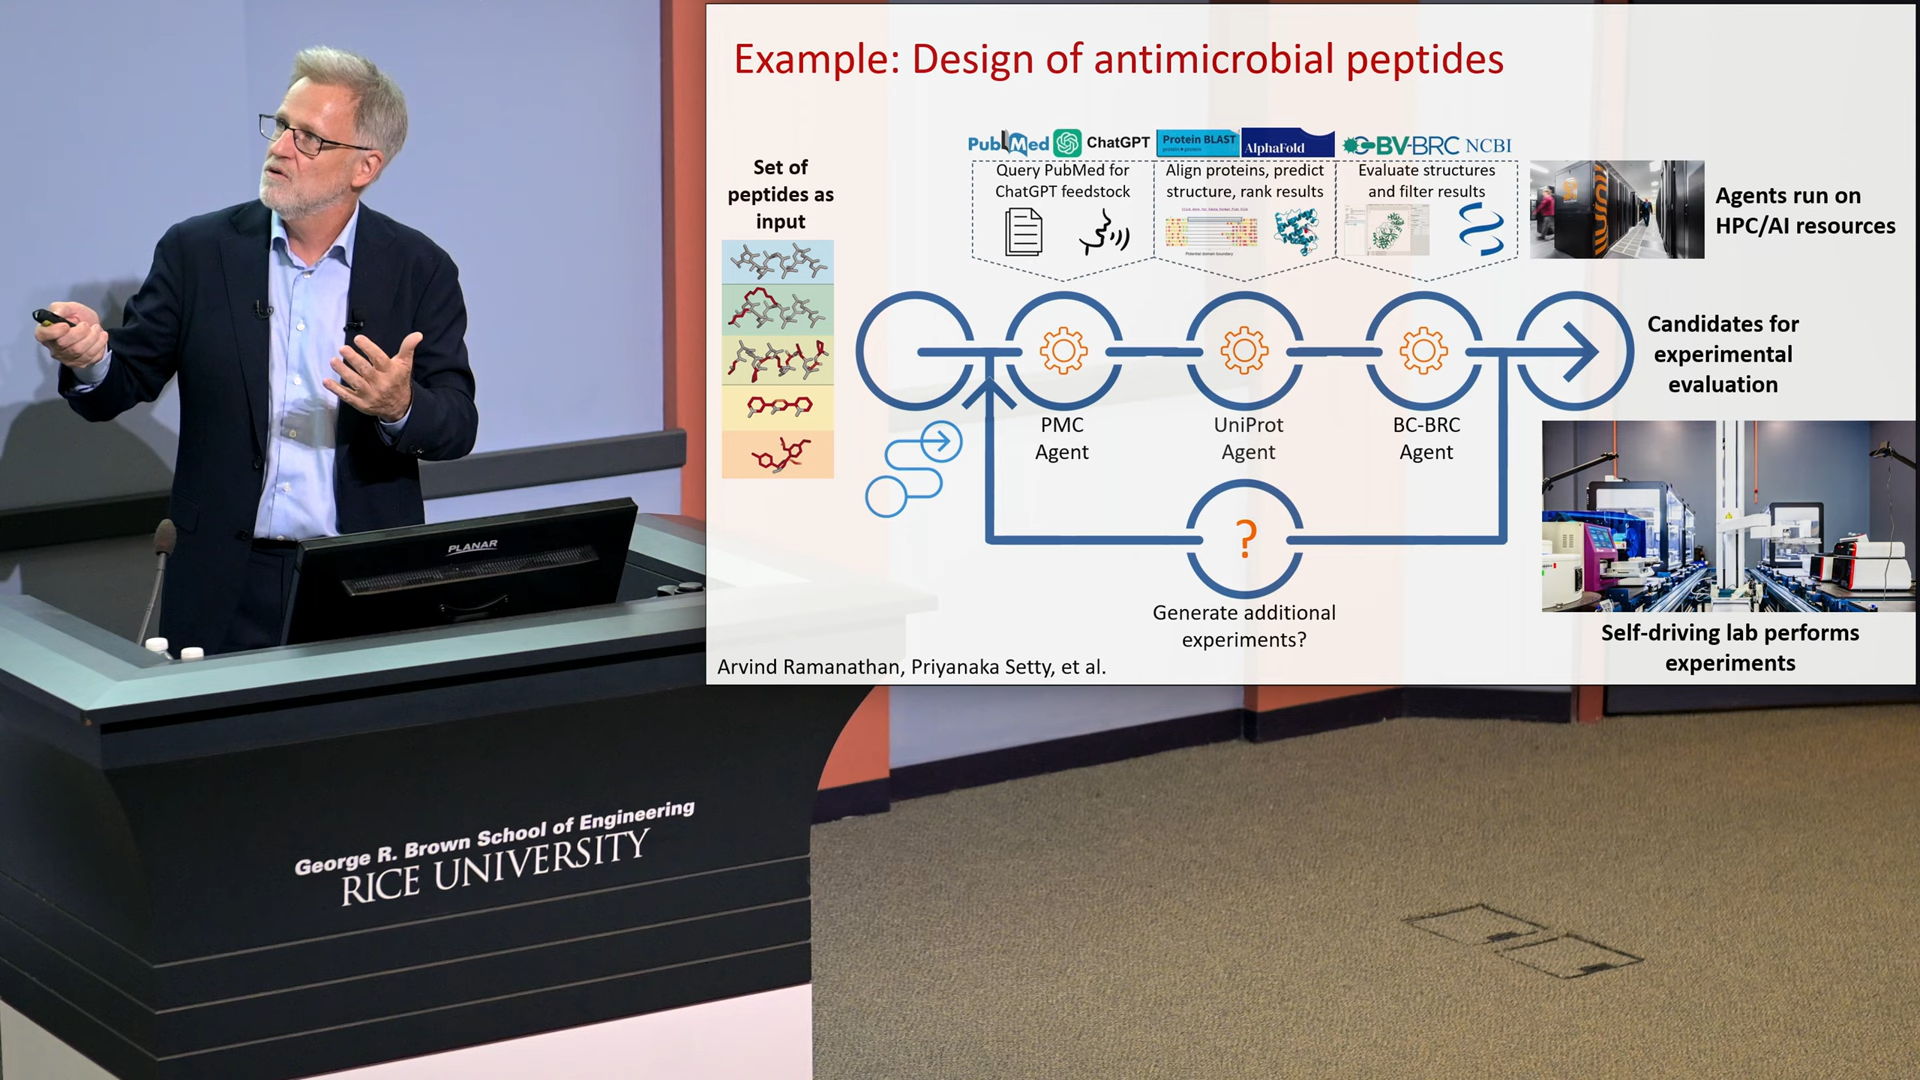 Example: Design of antimicrobial peptides
PubMed
ChatGPT
Protein BLAST
AlphaFold
BV-BRC
NCBI
Set of
peptides as
input
Query PubMed for
ChatGPT feedstock
Align proteins, predict
structure, rank results
Potential domain boundary
Evaluate structures
and filter results
Agents run on
HPC/AI resources
Candidates for
experimental
evaluation
PMC
Agent
UniProt
Agent
BC-BRC
Agent
?
Generate additional
experiments?
Self-driving lab performs
experiments
Arvind Ramanathan, Priyanaka Setty, et al.
PLANAR
George R. Brown School of Engineering
RICE UNIVERSITY